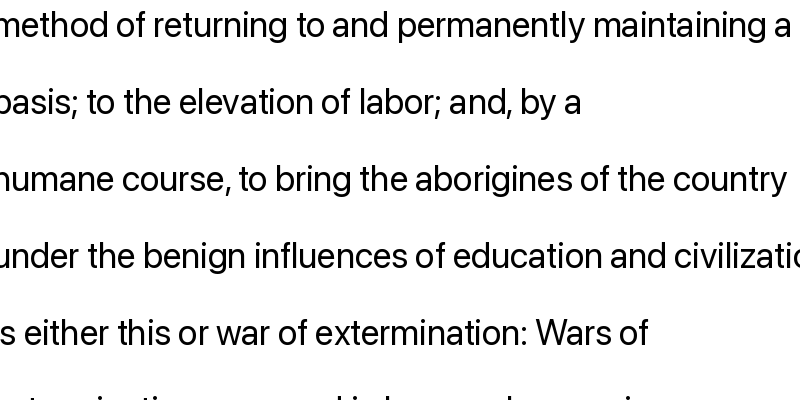 method of returning to and permanently maintaining a
basis; to the elevation of labor; and, by a
humane course, to bring the aborigines of the country
under the benign influences of education and
is either this or war of extermination: Wars of